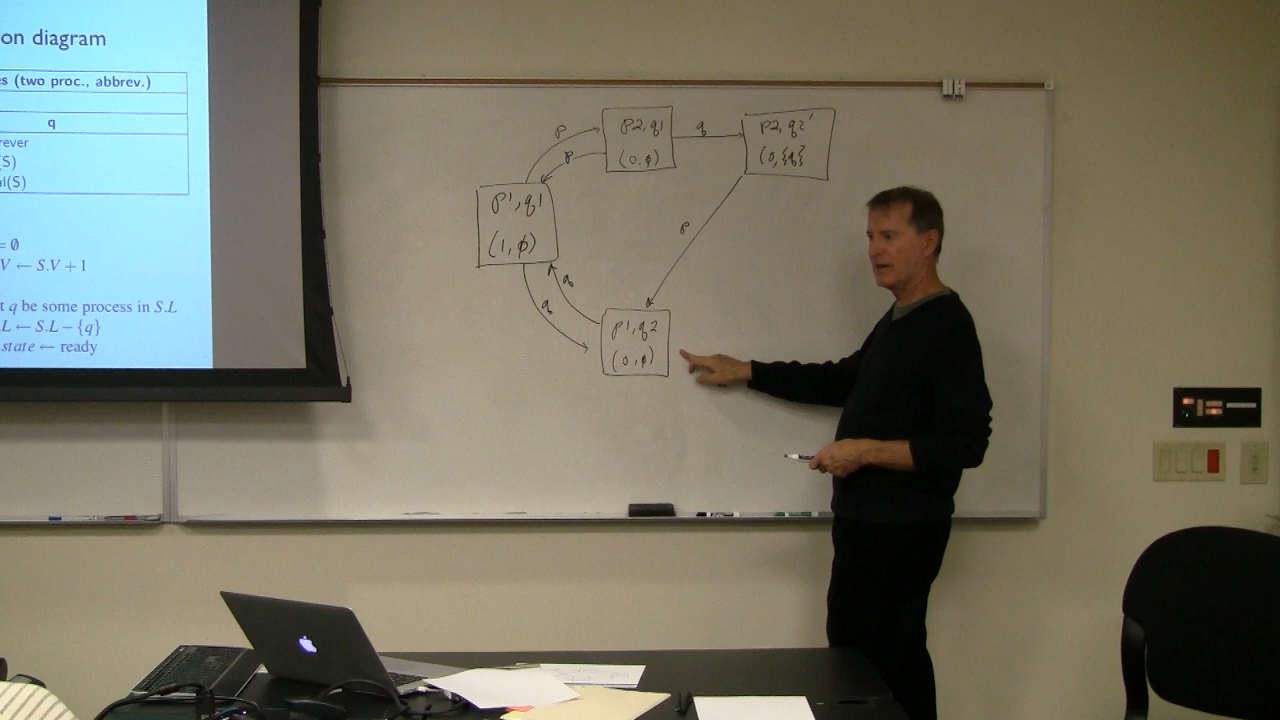 on diagram
s (two proc., abbrev.)
q
rever
(S)
al(S)
= ∅
V ← S.V + 1
t q be some process in S.L
L ← S.L − {q}
state ← ready
p2, q1
(0, ϕ)
p2, q2'
(0, {q}
p1, q1
(1, ϕ)
p1, q2
(0, ϕ)
p
p
q
p
q
q